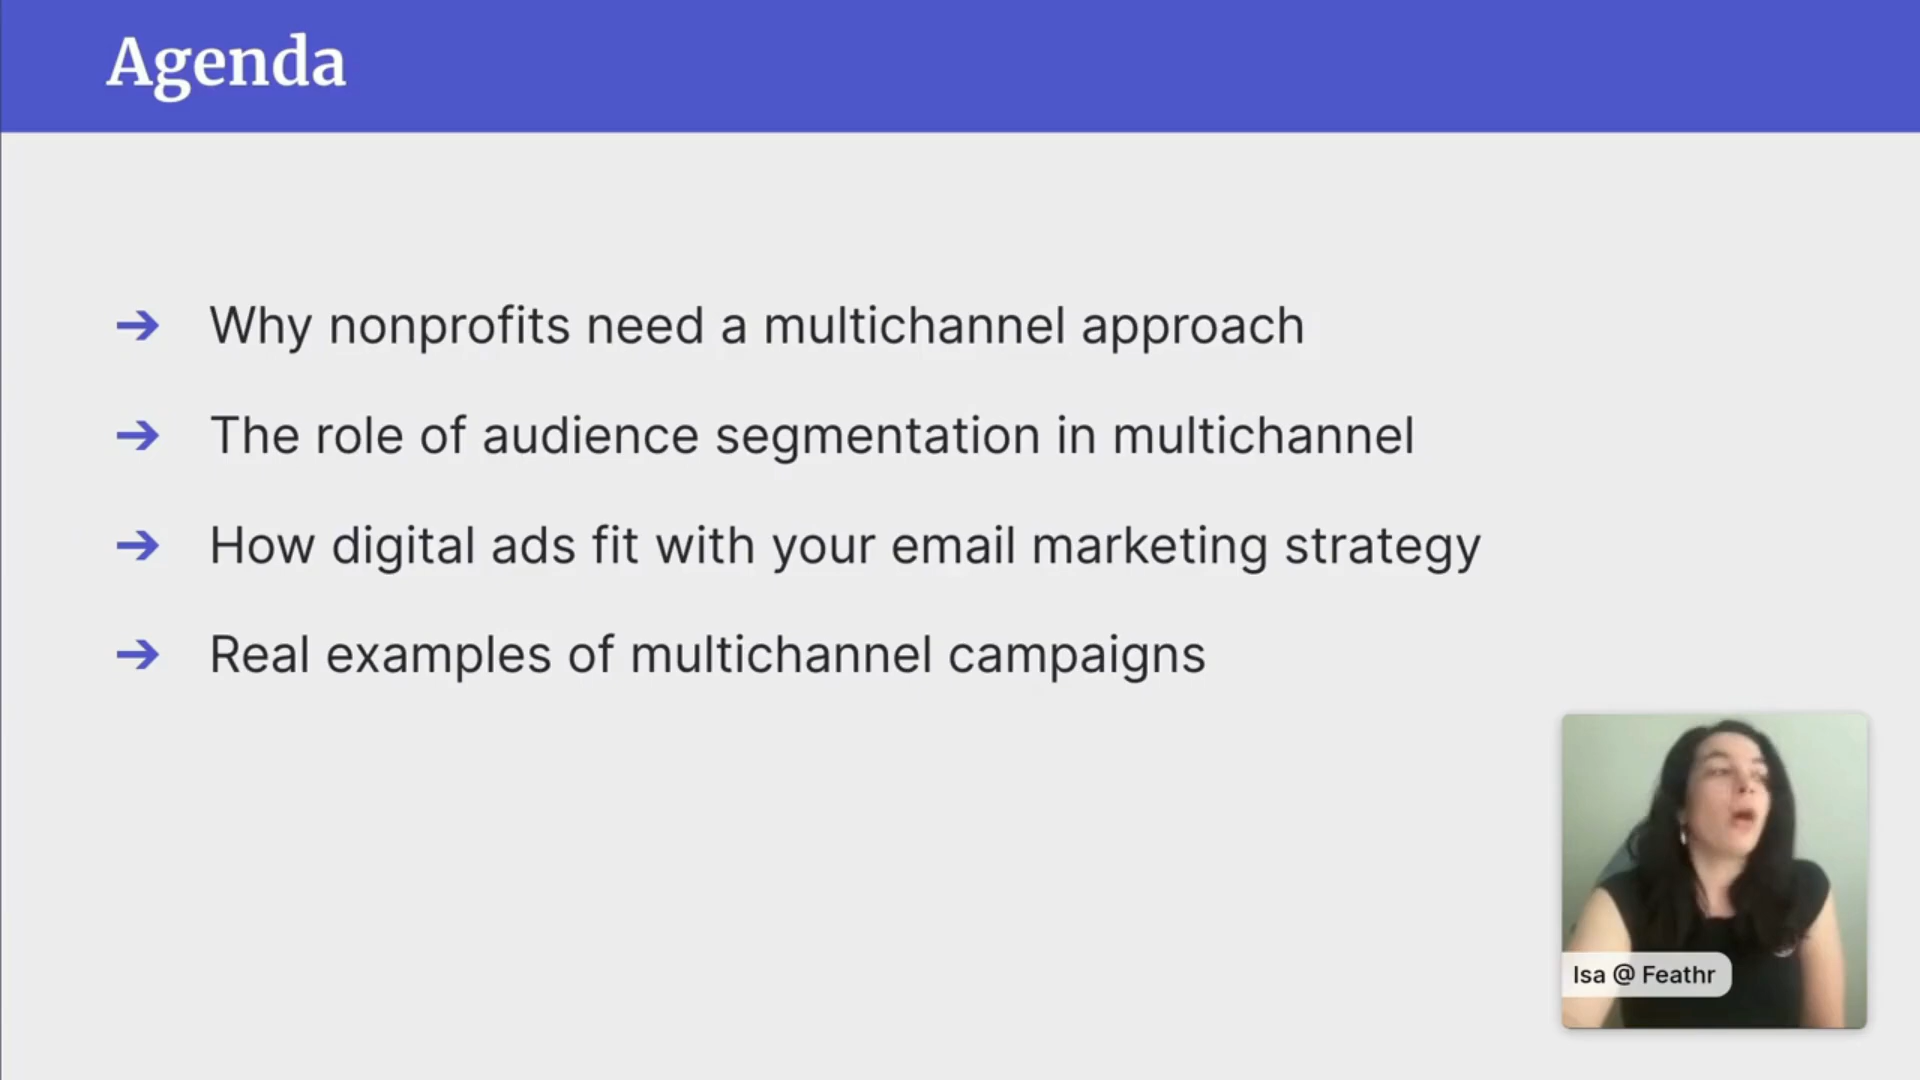 Agenda
Why nonprofits need a multichannel approach
The role of audience segmentation in multichannel
How digital ads fit with your email marketing strategy
Real examples of multichannel campaigns
Isa @ Feathr